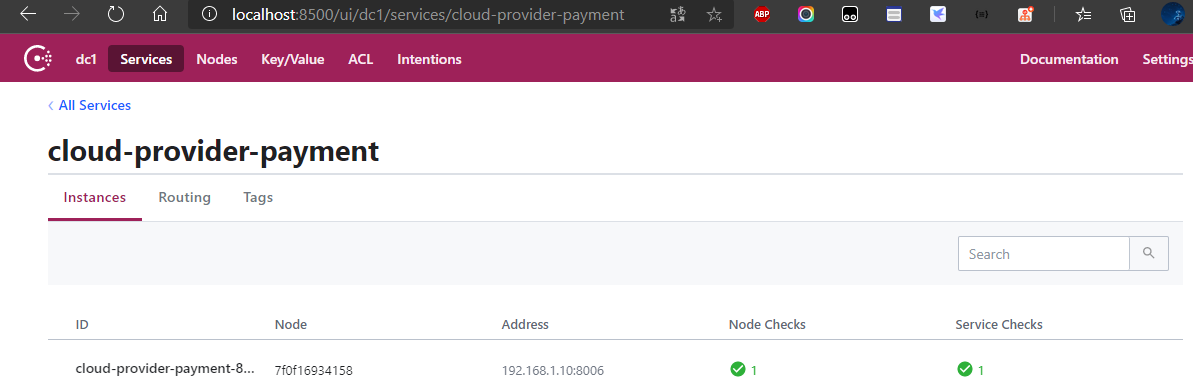 localhost:8500/ui/dc1/services/cloud-provider-payment
ABP
dc1 Services Nodes Key/Value ACL Intentions Documentation Settings
All Services
cloud-provider-payment
Instances Routing Tags
Search
ID Node Address Node Checks Service Checks
cloud-provider-payment-8... 7f0f16934158 192.168.1.10:8006 1 1